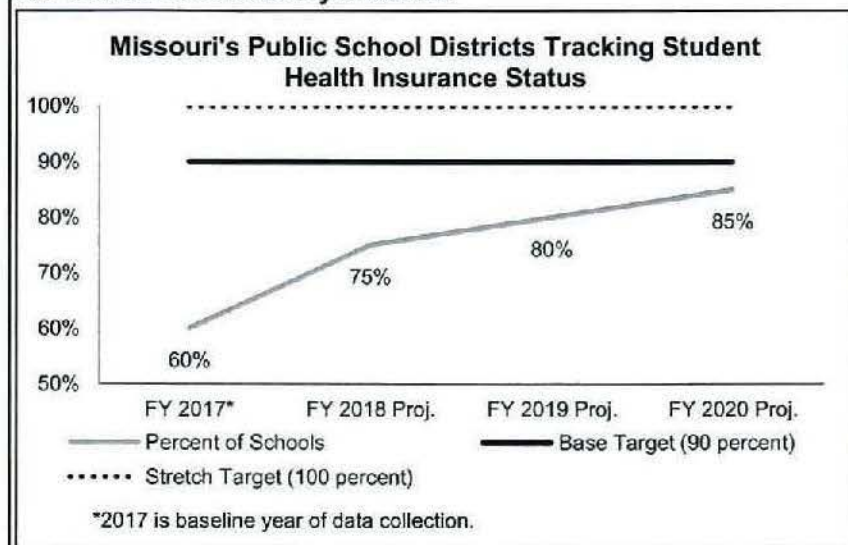 Missouri's Public School Districts Tracking Student
Health Insurance Status
100%
90%
80%
70%
60%
50%
60%
75%
80%
85%
FY 2017*
FY 2018 Proj.
FY 2019 Proj.
FY 2020 Proj.
Percent of Schools
Base Target (90 percent)
Stretch Target (100 percent)
*2017 is baseline year of data collection.